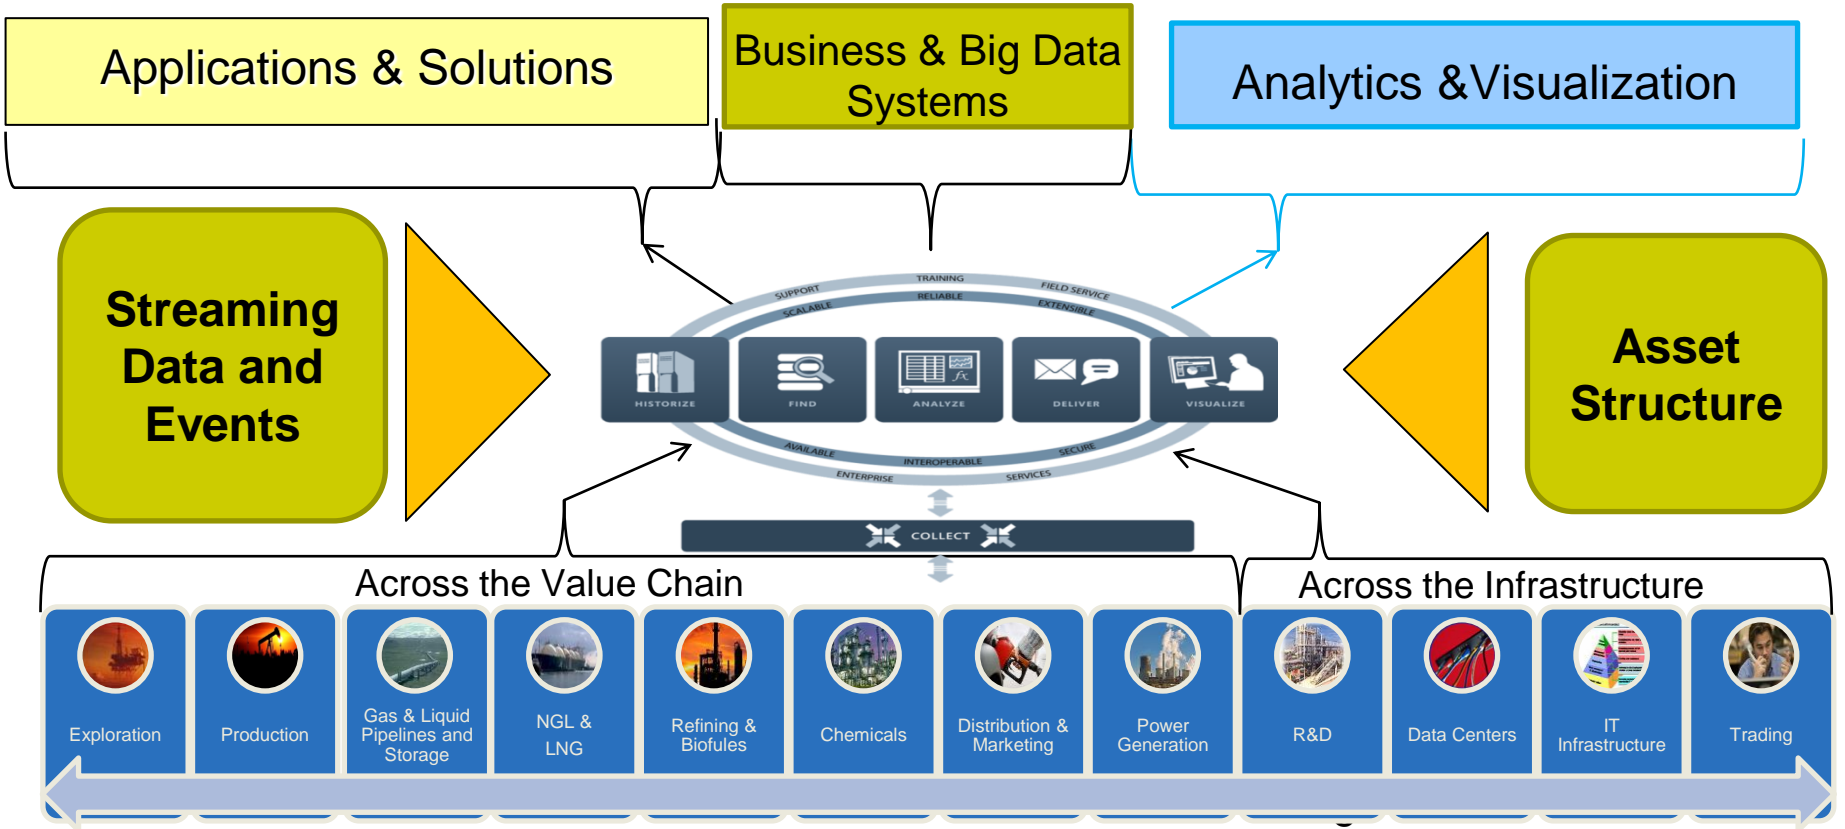 Applications & Solutions
Business & Big Data
Systems
Analytics &Visualization
Streaming
Data and
Events
Asset
Structure
SUPPORT
TRAINING
FIELD SERVICE
SCALABLE
RELIABLE
EXTENSIBLE
HISTORIZE
FIND
ANALYZE
DELIVER
VISUALIZE
fx
AVAILABLE
INTEROPERABLE
SECURE
ENTERPRISE
SERVICES
COLLECT
Across the Value Chain
Across the Infrastructure
Exploration
Production
Gas & Liquid
Pipelines and
Storage
NGL &
LNG
Refining &
Biofules
Chemicals
Distribution &
Marketing
Power
Generation
R&D
Data Centers
IT
Infrastructure
Trading